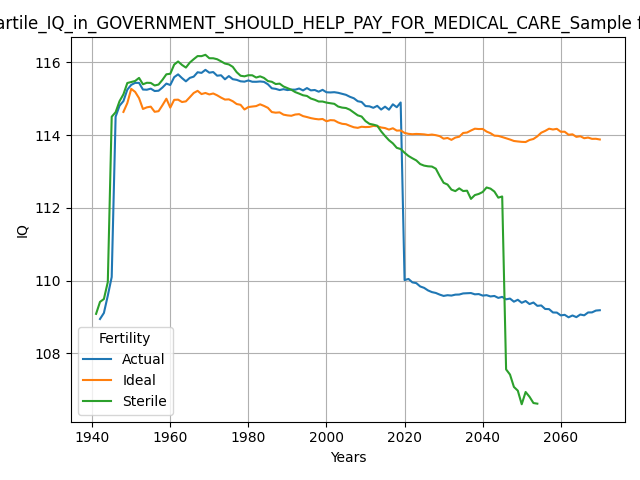 artile_IQ_in_GOVERNMENT_SHOULD_HELP_PAY_FOR_MEDICAL_CARE_Sample f
116
114
112
110
108
IQ
Fertility
Actual
Ideal
Sterile
1940 1960 1980 2000 2020 2040 2060
Years